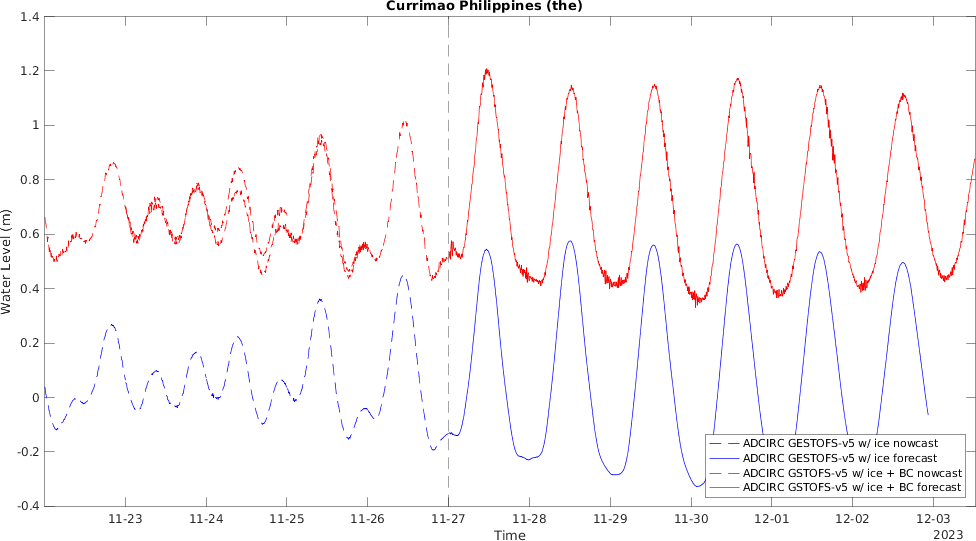 Currimao Philippines (the)
Water Level (m)
1.4
1.2
1
0.8
0.6
0.4
0.2
0
-0.2
-0.4
ADCIRC GESTOFS-v5 w/ ice nowcast
ADCIRC GESTOFS-v5 w/ ice forecast
ADCIRC GSTOFS-v5 w/ ice + BC nowcast
ADCIRC GSTOFS-v5 w/ ice + BC forecast
11-23 11-24 11-25 11-26 11-27 11-28 11-29 11-30 12-01 12-02 12-03
Time
2023